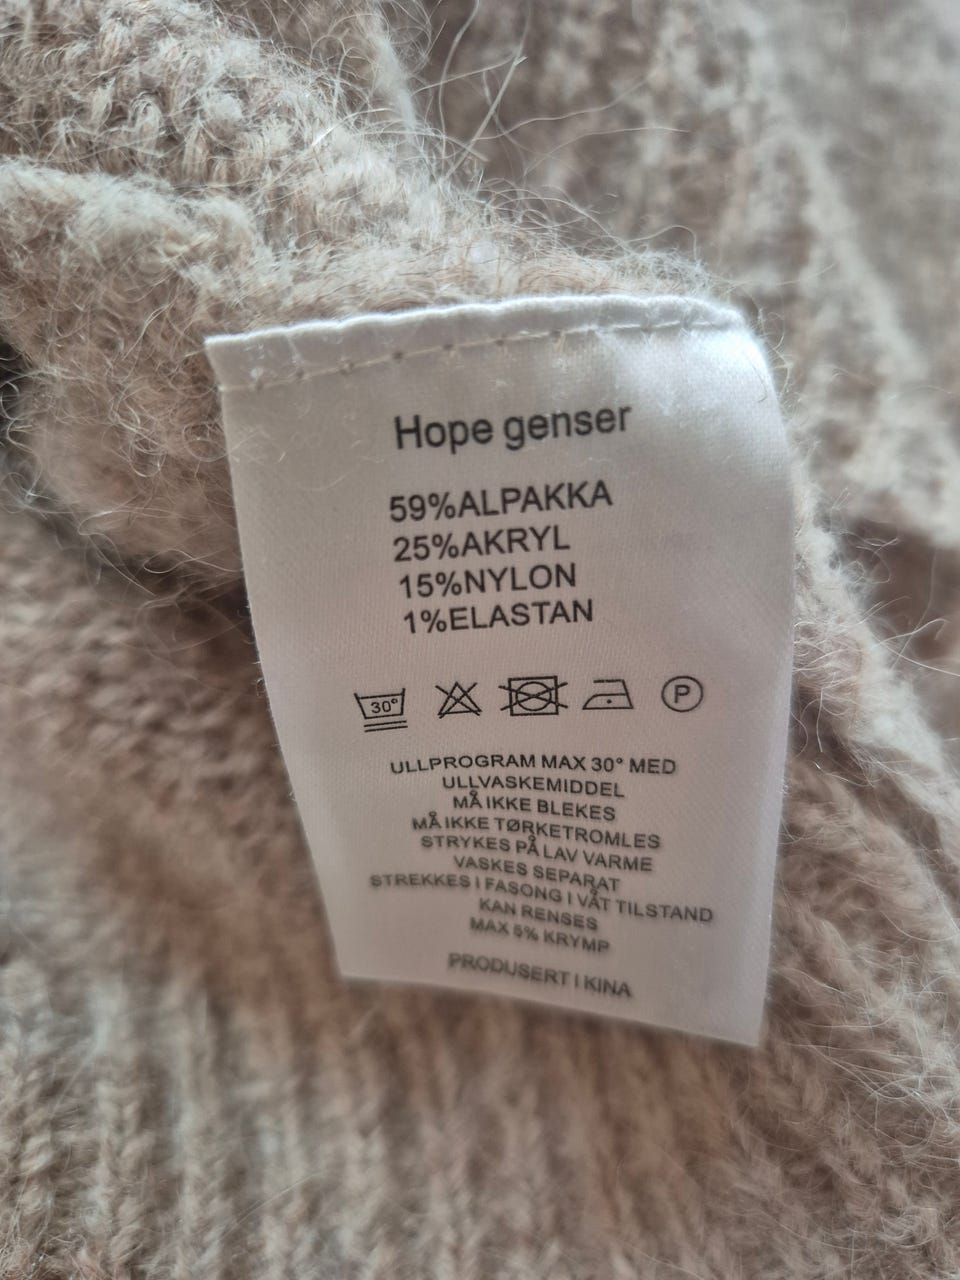 Hope genser
59%ALPAKKA
25%AKRYL
15%NYLON
1%ELASTAN
30°
P
ULLPROGRAM MAX 30° MED
ULLVASKEMIDDEL
MÅ IKKE BLEKES
MÅ IKKE TØRKETROMLES
STRYKES PÅ LAV VARME
VASKES SEPARAT
STREKKES I FASONG I VÅT TILSTAND
KAN RENSES
MAX 5% KRYMP
PRODUSERT I KINA